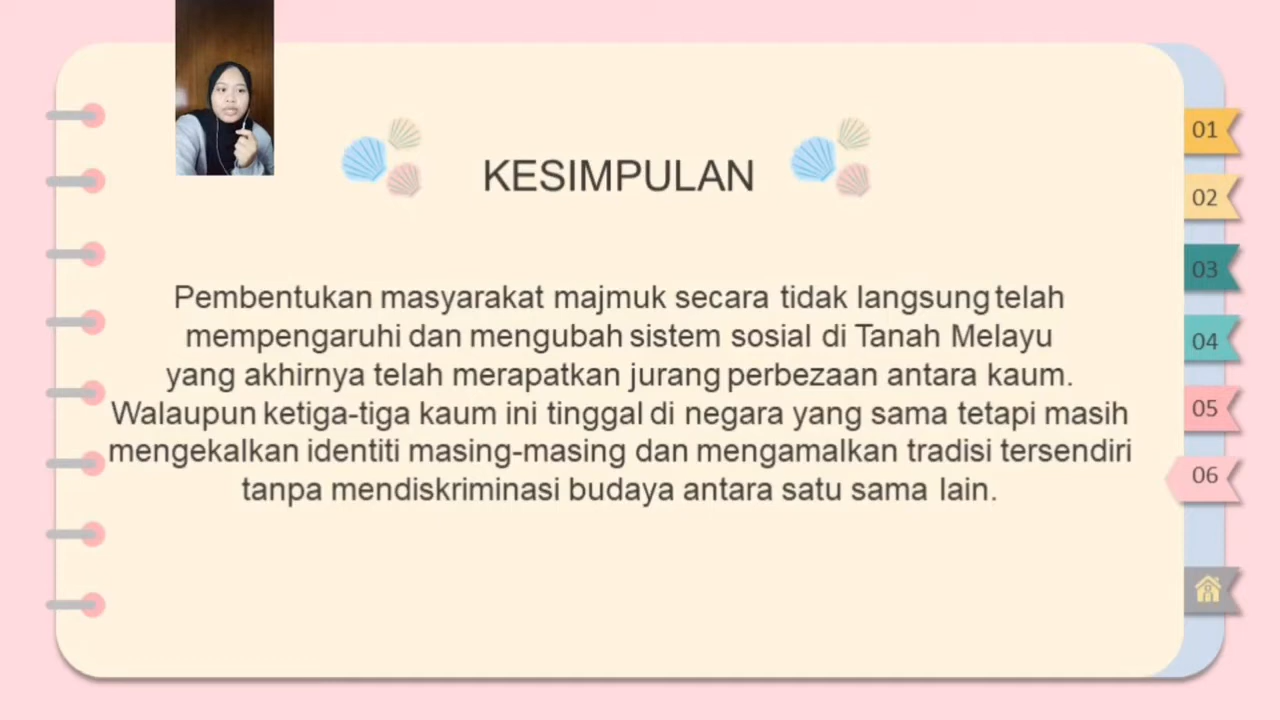 KESIMPULAN
Pembentukan masyarakat majmuk secara tidak langsung telah
mempengaruhi dan mengubah sistem sosial di Tanah Melayu
yang akhirnya telah merapatkan jurang perbezaan antara kaum.
Walaupun ketiga-tiga kaum ini tinggal di negara yang sama tetapi masih
mengekalkan identiti masing-masing dan mengamalkan tradisi tersendiri
tanpa mendiskriminasi budaya antara satu sama lain.
01
02
03
04
05
06